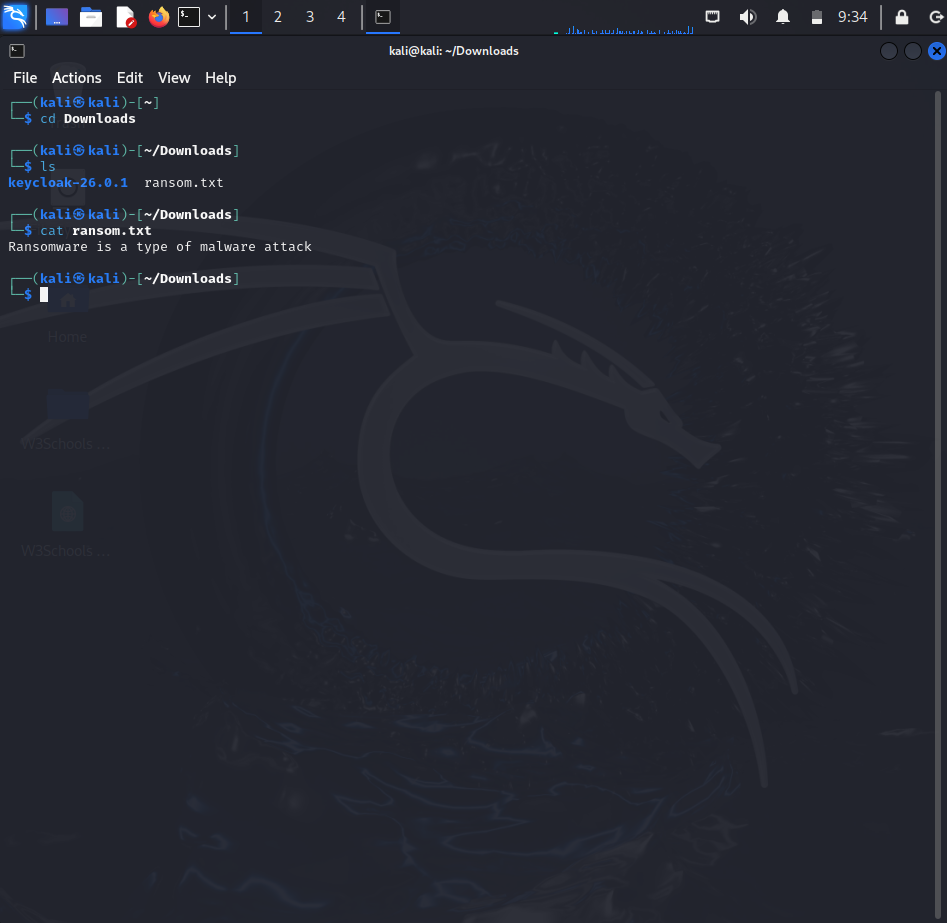 1 2 3 4 9:34
kali@kali: ~/Downloads
File Actions Edit View Help
┌──(kali㉿kali)-[~]
└─$ cd Downloads
┌──(kali㉿kali)-[~/Downloads]
└─$ ls
keycloak-26.0.1 ransom.txt
┌──(kali㉿kali)-[~/Downloads]
└─$ cat ransom.txt
Ransomware is a type of malware attack
┌──(kali㉿kali)-[~/Downloads]
└─$
Home
W3Schools ...
W3Schools ...